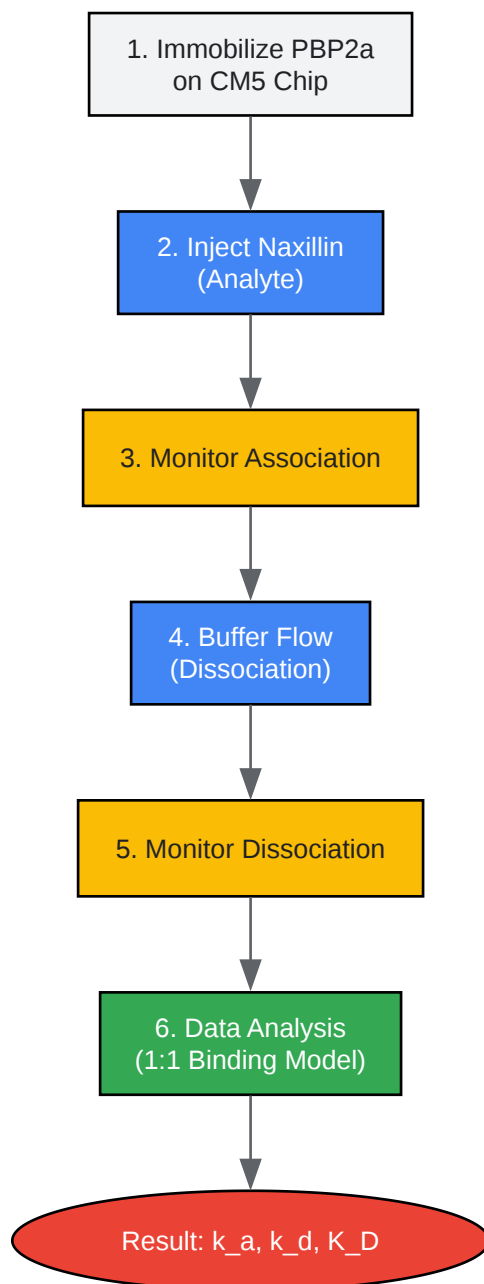 1. Immobilize PBP2a
on CM5 Chip
2. Inject Naxillin
(Analyte)
3. Monitor Association
4. Buffer Flow
(Dissociation)
5. Monitor Dissociation
6. Data Analysis
(1:1 Binding Model)
Result: k_a, k_d, K_D